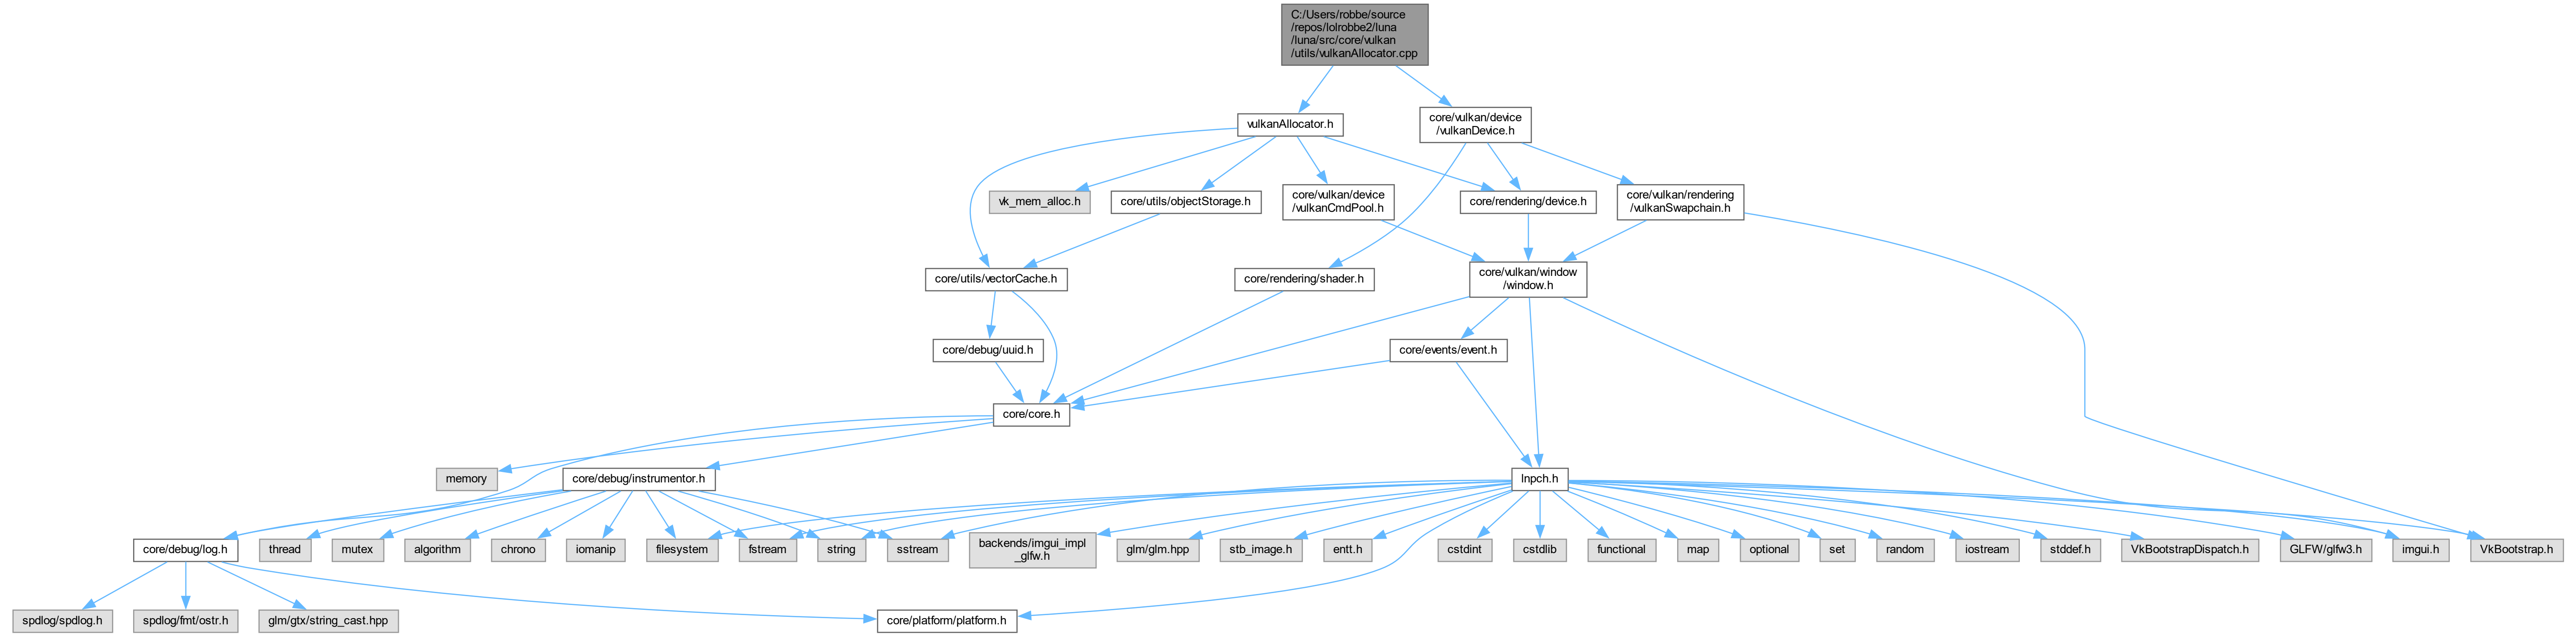 C:/Users/robbe/source
/repos/lolrobbe2/luna
/luna/src/core/vulkan
/utils/vulkanAllocator.cpp
vulkanAllocator.h
core/vulkan/device
/vulkanDevice.h
vk_mem_alloc.h
core/utils/objectStorage.h
core/vulkan/device
/vulkanCmdPool.h
core/rendering/device.h
core/vulkan/rendering
/vulkanSwapchain.h
core/utils/vectorCache.h
core/rendering/shader.h
core/vulkan/window
/window.h
core/debug/uuid.h
core/events/event.h
core/core.h
memory
core/debug/instrumentor.h
lnpch.h
core/debug/log.h
thread
mutex
algorithm
chrono
iomanip
filesystem
fstream
string
sstream
backends/imgui_impl
_glfw.h
glm/glm.hpp
stb_image.h
entt.h
cstdint
cstdlib
functional
map
optional
set
random
iostream
stddef.h
VkBootstrapDispatch.h
GLFW/glfw3.h
imgui.h
VkBootstrap.h
spdlog/spdlog.h
spdlog/fmt/ostr.h
glm/gtx/string_cast.hpp
core/platform/platform.h